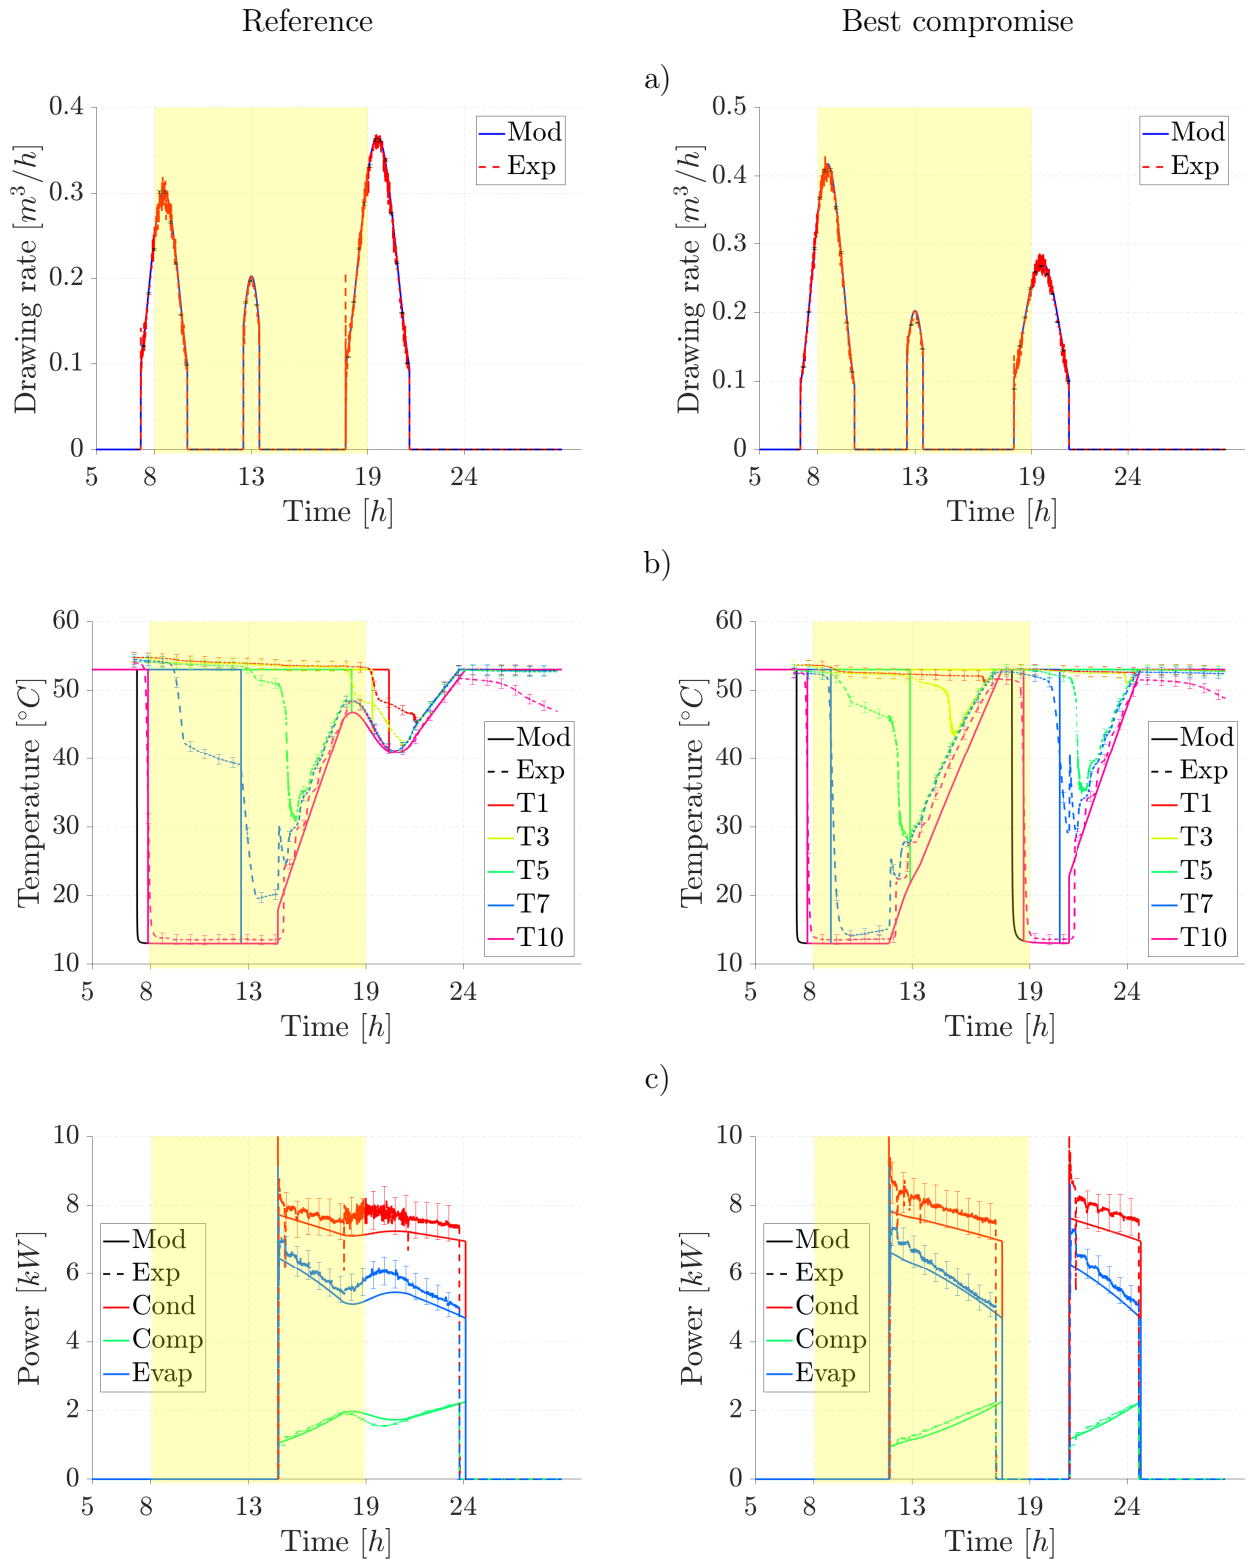 Reference
Best compromise
a)
0.4
0.3
0.2
0.1
0
Drawing rate [m³/h]
Mod
Exp
5 8 13 19 24
Time [h]
0.5
0.4
0.3
0.2
0.1
0
Drawing rate [m³/h]
Mod
Exp
5 8 13 19 24
Time [h]
b)
60
50
40
30
20
10
Temperature [°C]
Mod
Exp
T1
T3
T5
T7
T10
5 8 13 19 24
Time [h]
60
50
40
30
20
10
Temperature [°C]
Mod
Exp
T1
T3
T5
T7
T10
5 8 13 19 24
Time [h]
c)
10
8
6
4
2
0
Power [kW]
Mod
Exp
Cond
Comp
Evap
5 8 13 19 24
Time [h]
10
8
6
4
2
0
Power [kW]
Mod
Exp
Cond
Comp
Evap
5 8 13 19 24
Time [h]